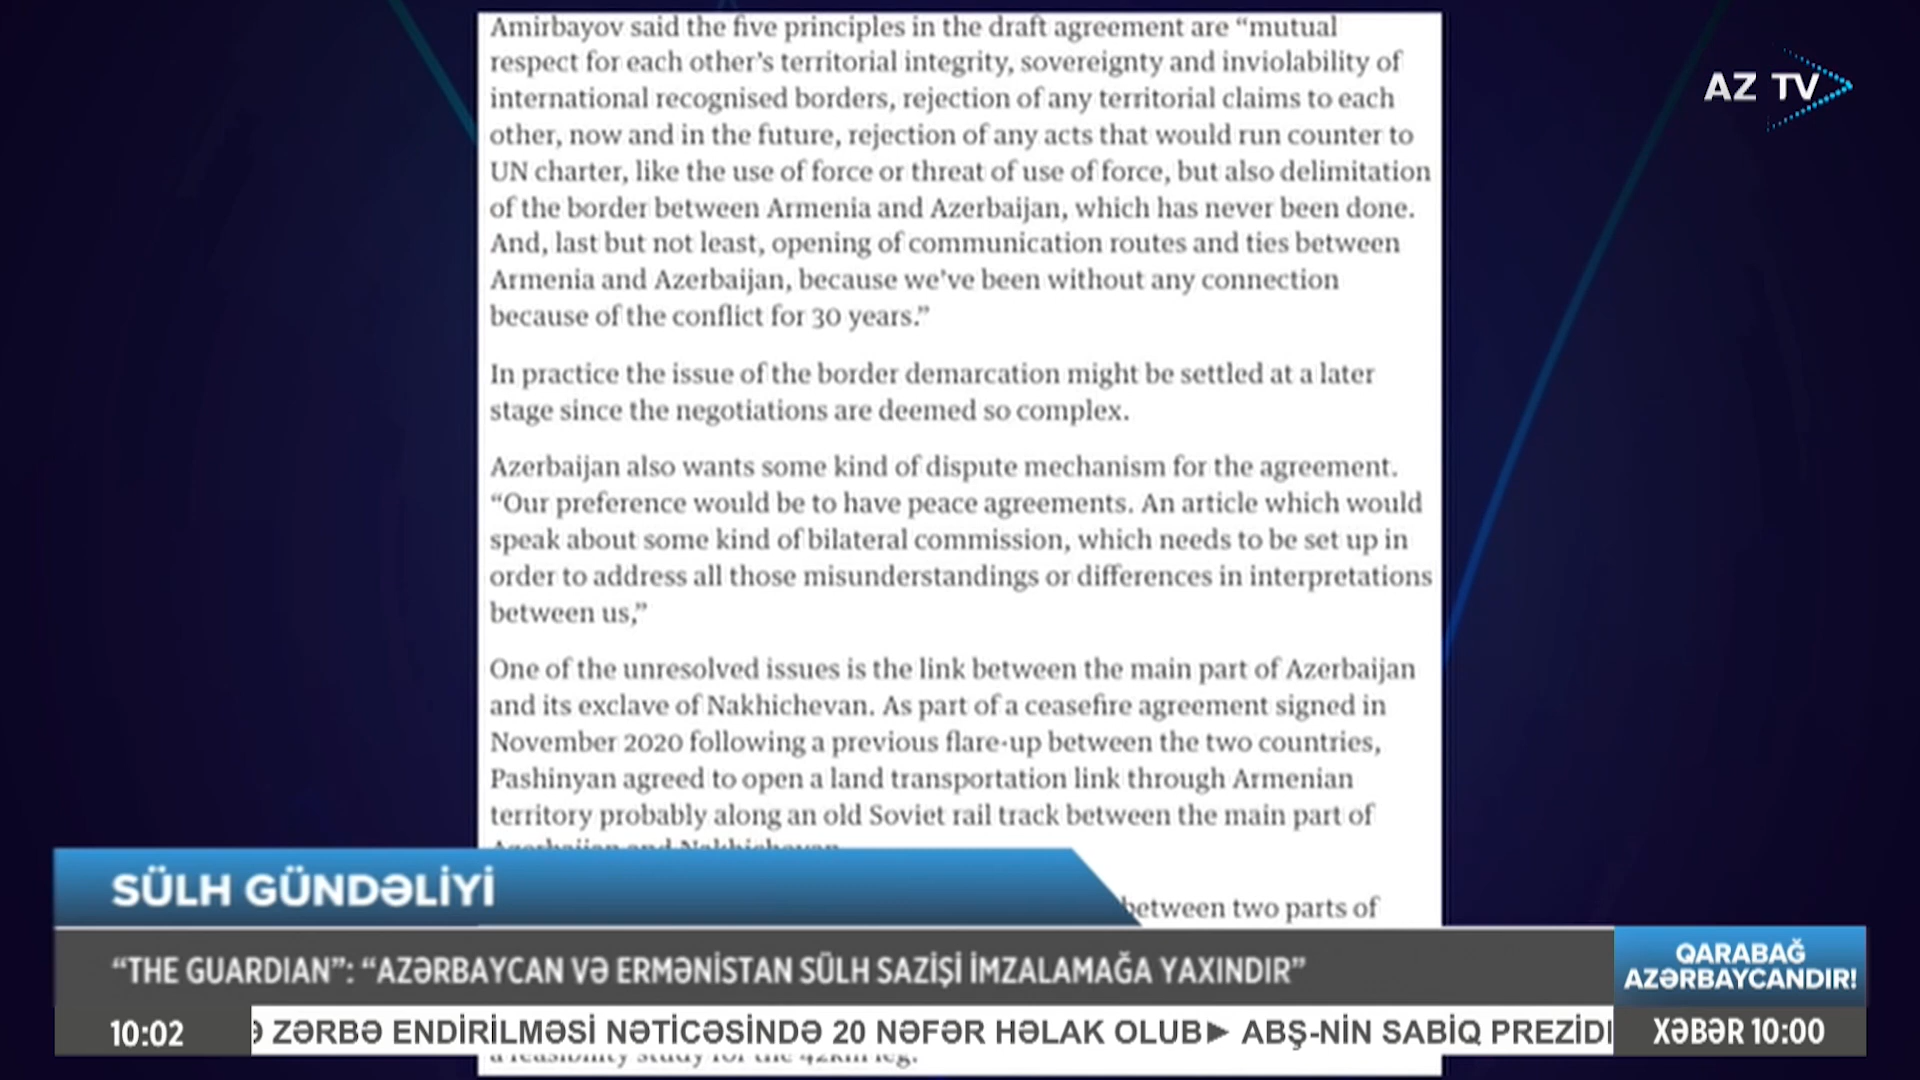 Amirbayov said the five principles in the draft agreement are “mutual
respect for each other’s territorial integrity, sovereignty and inviolability of
international recognised borders, rejection of any territorial claims to each
other, now and in the future, rejection of any acts that would run counter to
UN charter, like the use of force or threat of use of force, but also delimitation
of the border between Armenia and Azerbaijan, which has never been done.
And, last but not least, opening of communication routes and ties between
Armenia and Azerbaijan, because we’ve been without any connection
because of the conflict for 30 years.”
In practice the issue of the border demarcation might be settled at a later
stage since the negotiations are deemed so complex.
Azerbaijan also wants some kind of dispute mechanism for the agreement.
“Our preference would be to have peace agreements. An article which would
speak about some kind of bilateral commission, which needs to be set up in
order to address all those misunderstandings or differences in interpretations
between us,”
One of the unresolved issues is the link between the main part of Azerbaijan
and its exclave of Nakhichevan. As part of a ceasefire agreement signed in
November 2020 following a previous flare-up between the two countries,
Pashinyan agreed to open a land transportation link through Armenian
territory probably along an old Soviet rail track between the main part of
Azerbaijan and Nakhichevan
between two parts of
a feasibility study for the 42km leg.
AZ TV
SÜLH GÜNDƏLİYİ
“THE GUARDIAN”: “AZƏRBAYCAN VƏ ERMƏNİSTAN SÜLH SAZİŞİ İMZALAMAĞA YAXINDIR”
QARABAĞ
AZƏRBAYCANDIR!
10:02
Ə ZƏRBƏ ENDİRİLMƏSİ NƏTİCƏSİNDƏ 20 NƏFƏR HƏLAK OLUB▶ ABŞ-NİN SABİQ PREZİDI
XƏBƏR 10:00